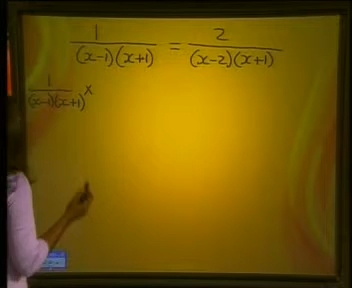 1/(x-1)(x+1) = 2/(x-2)(x+1)
1/(x-1)(x+1) x